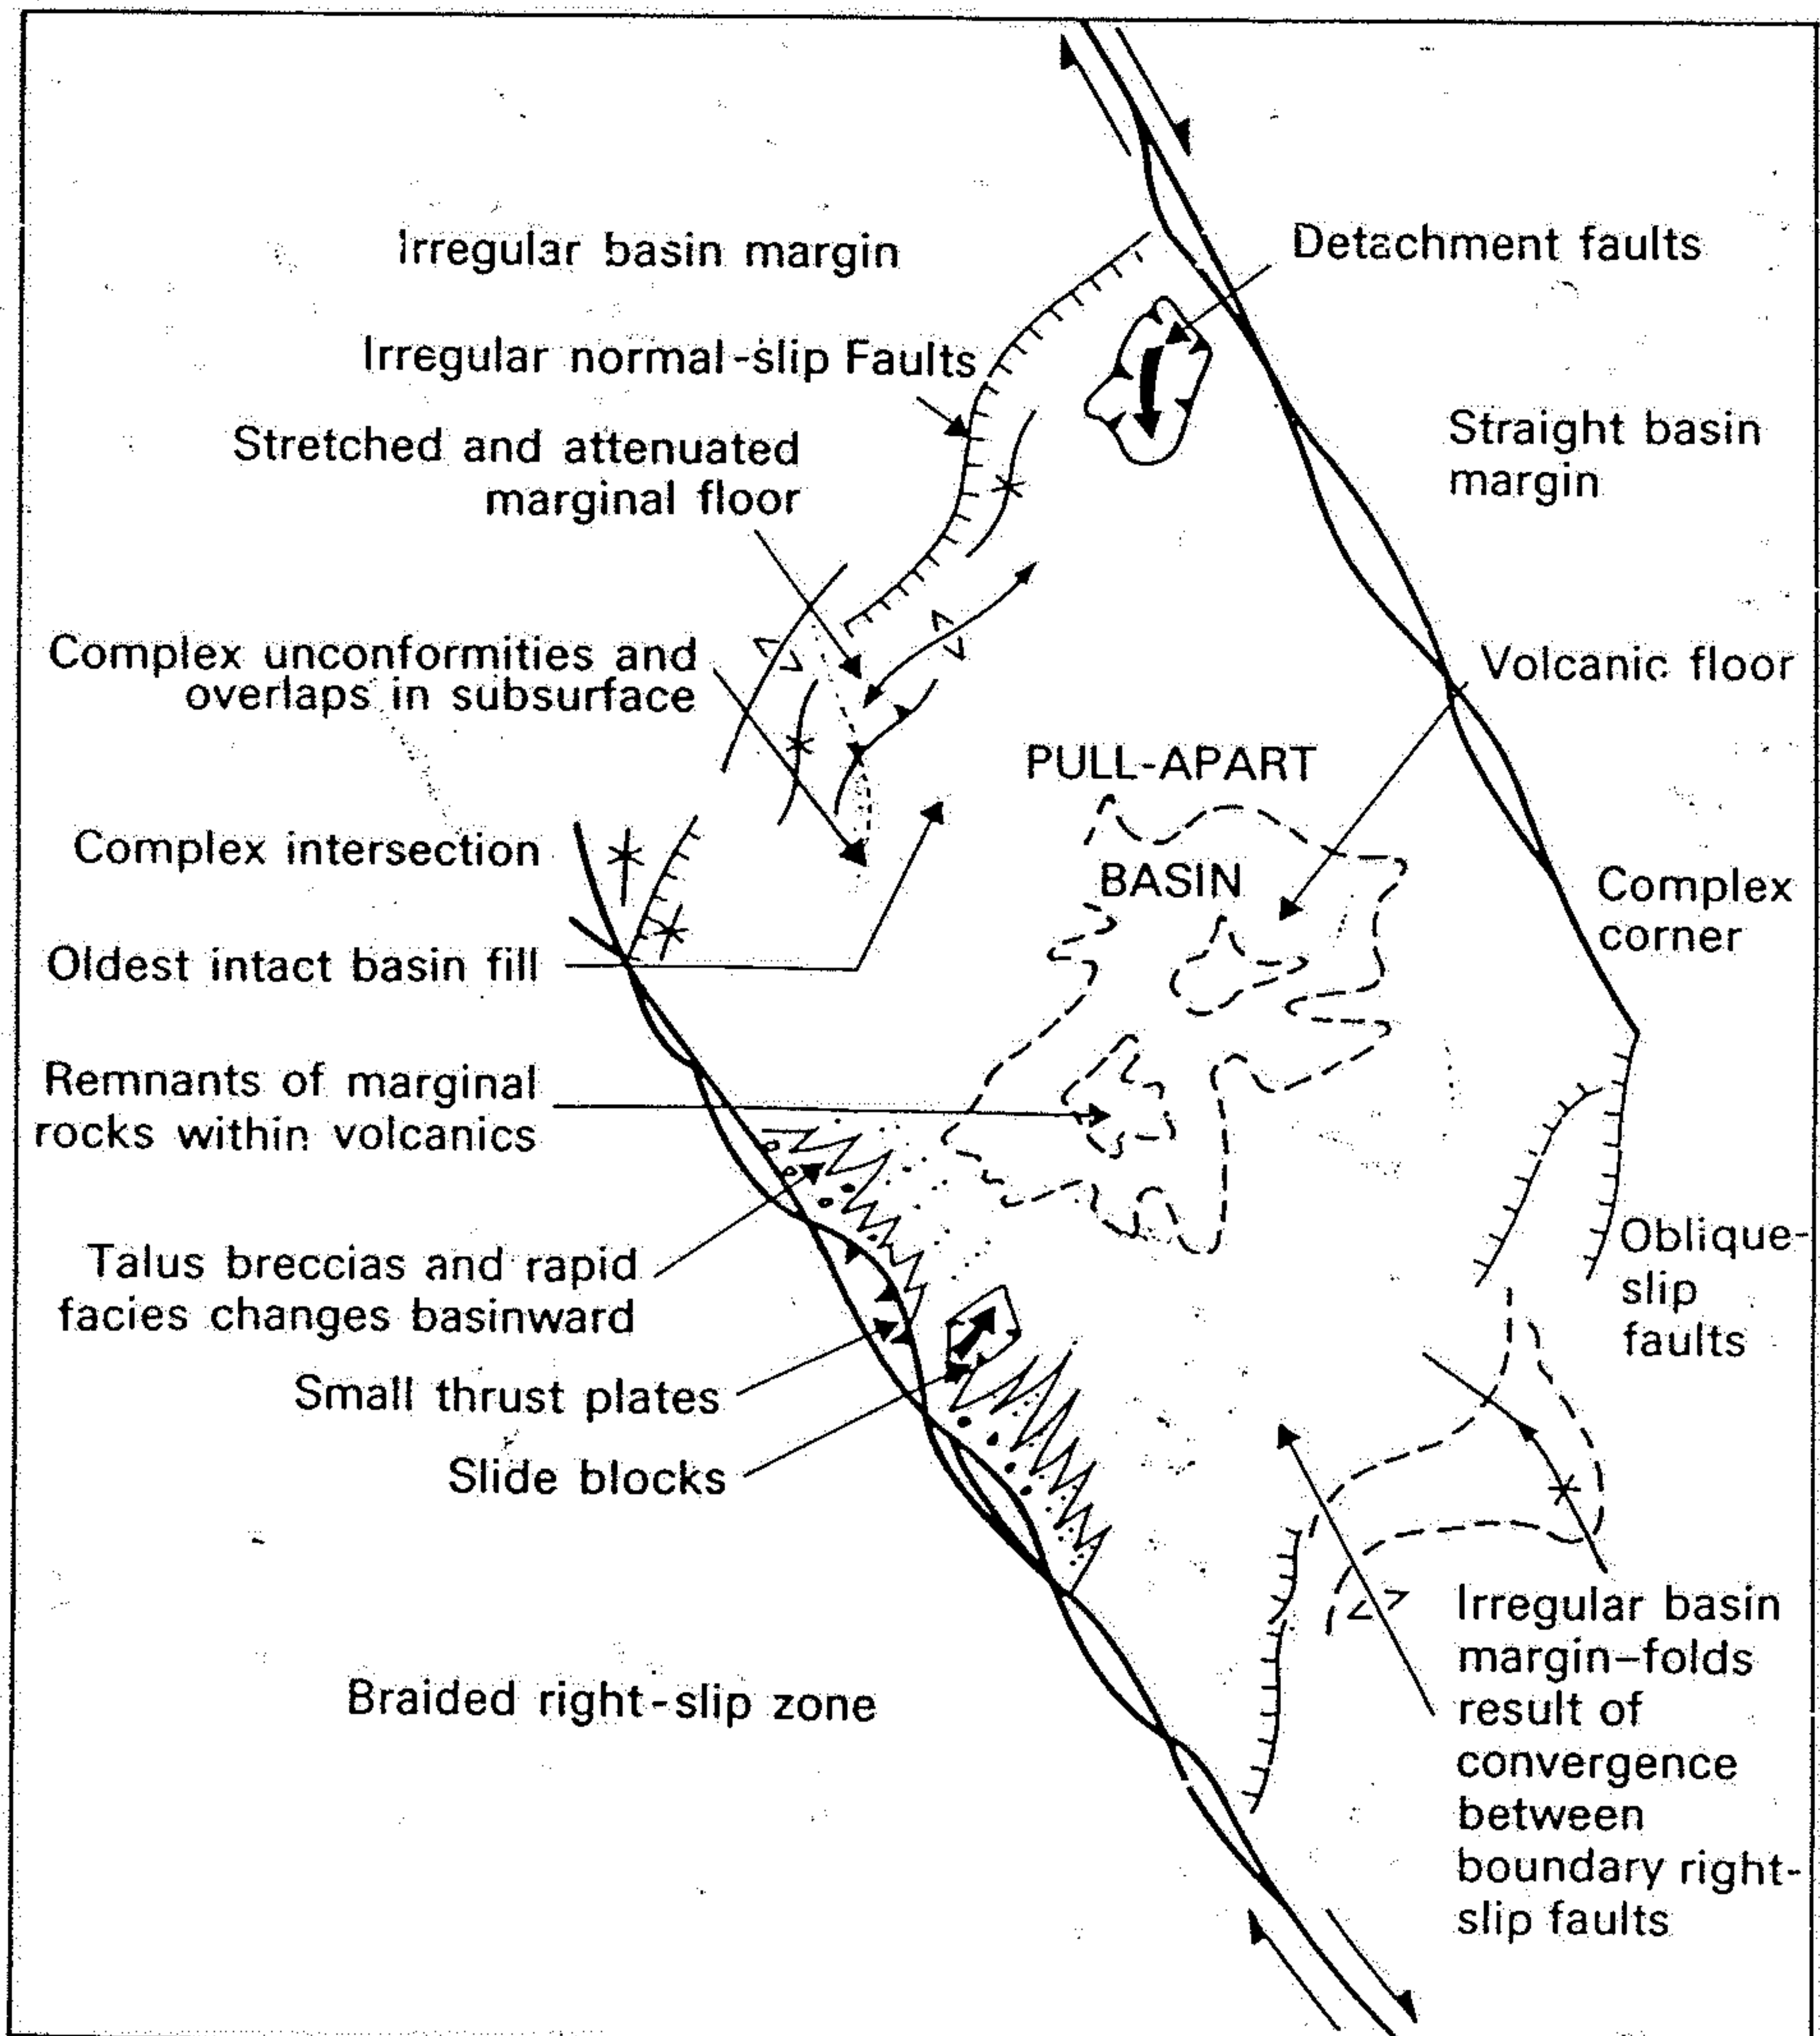 Irregular basin margin
Detachment faults
Irregular normal-slip Faults
Stretched and attenuated
marginal floor
Straight basin
margin
Complex unconformities and
overlaps in subsurface
Volcanic floor
PULL-APART
BASIN
Complex intersection
Complex
corner
Oldest intact basin fill
Remnants of marginal
rocks within volcanics
Talus breccias and rapid
facies changes basinward
Oblique-
slip
faults
Small thrust plates
Slide blocks
Irregular basin
margin–folds
result of
convergence
between
boundary right-
slip faults
Braided right-slip zone